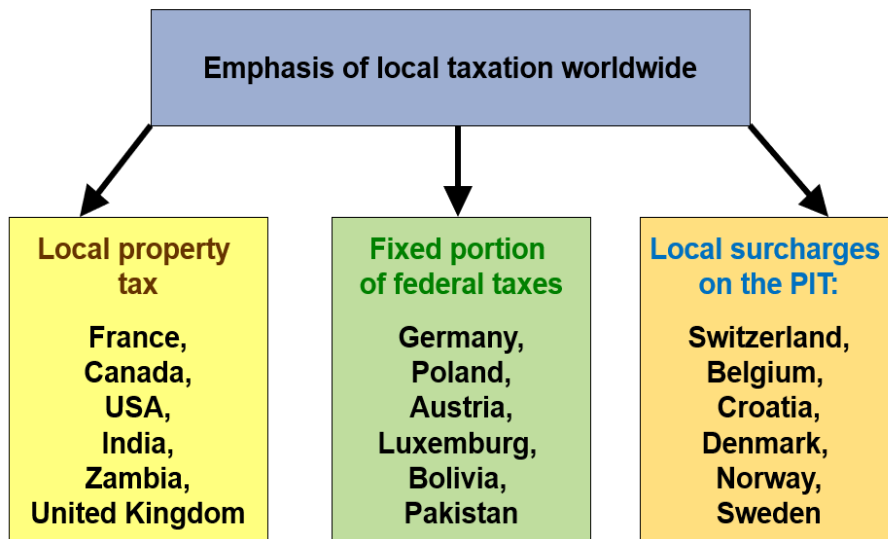 Emphasis of local taxation worldwide
Local property
tax
France,
Canada,
USA,
India,
Zambia,
United Kingdom
Fixed portion
of federal taxes
Germany,
Poland,
Austria,
Luxemburg,
Bolivia,
Pakistan
Local surcharges
on the PIT:
Switzerland,
Belgium,
Croatia,
Denmark,
Norway,
Sweden